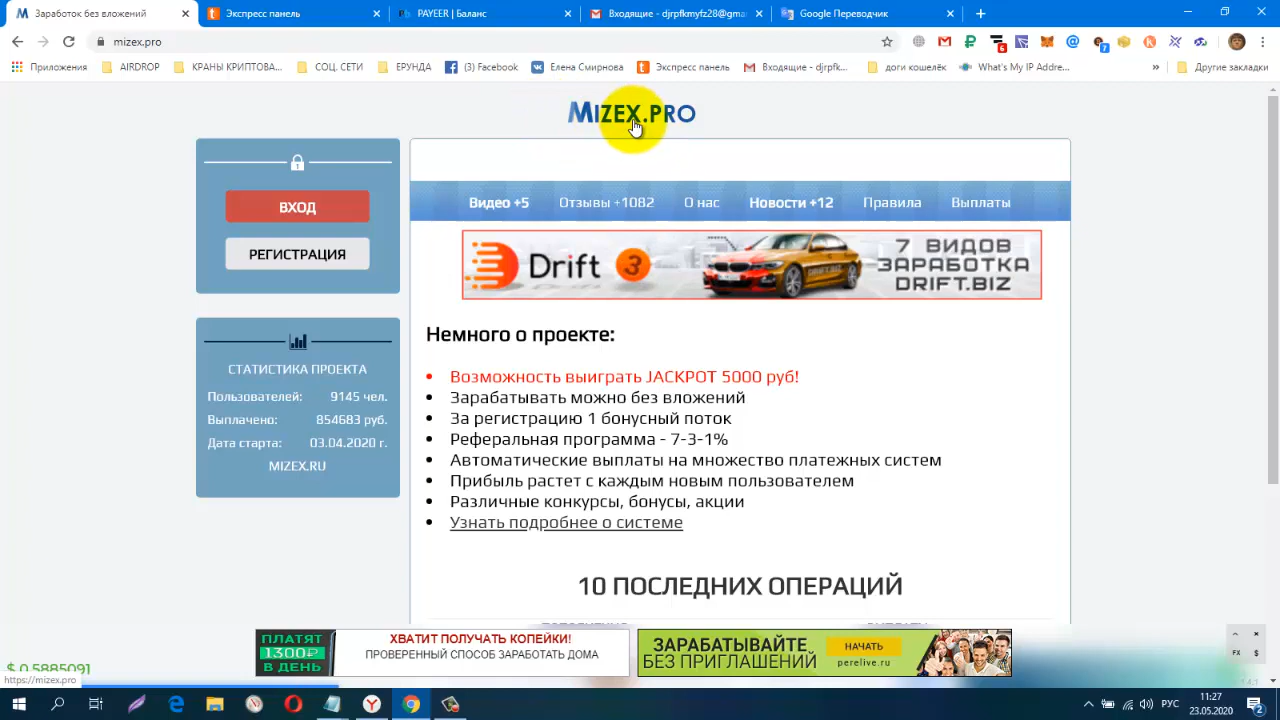 Заработок без вложений
Экспресс панель
PAYEER | Баланс
Входящие - djrpfkmyfz28@gma
Google Переводчик
mizex.pro
Приложения
AIRDROP
КРАНЫ КРИПТОВА...
СОЦ. СЕТИ
ЕРУНДА
(3) Facebook
Елена Смирнова
Экспресс панель
Входящие - djrpfk...
доги кошелёк
What's My IP Addre...
Другие закладки
MIZEX.PRO
ВХОД
РЕГИСТРАЦИЯ
СТАТИСТИКА ПРОЕКТА
Пользователей: 9145 чел.
Выплачено: 854683 руб.
Дата старта: 03.04.2020 г.
MIZEX.RU
Видео +5 Отзывы +1082 О нас Новости +12 Правила Выплаты
Drift 3
7 ВИДОВ
ЗАРАБОТКА
DRIFT.BIZ
Немного о проекте:
• Возможность выиграть JACKPOT 5000 руб!
• Зарабатывать можно без вложений
• За регистрацию 1 бонусный поток
• Реферальная программа - 7-3-1%
• Автоматические выплаты на множество платежных систем
• Прибыль растет с каждым новым пользователем
• Различные конкурсы, бонусы, акции
• Узнать подробнее о системе
10 ПОСЛЕДНИХ ОПЕРАЦИЙ
ПЛАТЯТ
1300₽
В ДЕНЬ
ХВАТИТ ПОЛУЧАТЬ КОПЕЙКИ!
ПРОВЕРЕННЫЙ СПОСОБ ЗАРАБОТАТЬ ДОМА
ЗАРАБАТЫВАЙТЕ
БЕЗ ПРИГЛАШЕНИЙ
НАЧАТЬ
perelive.ru
FX $
$ 0.588509]
https://mizex.pro
РУС
11:27
23.05.2020